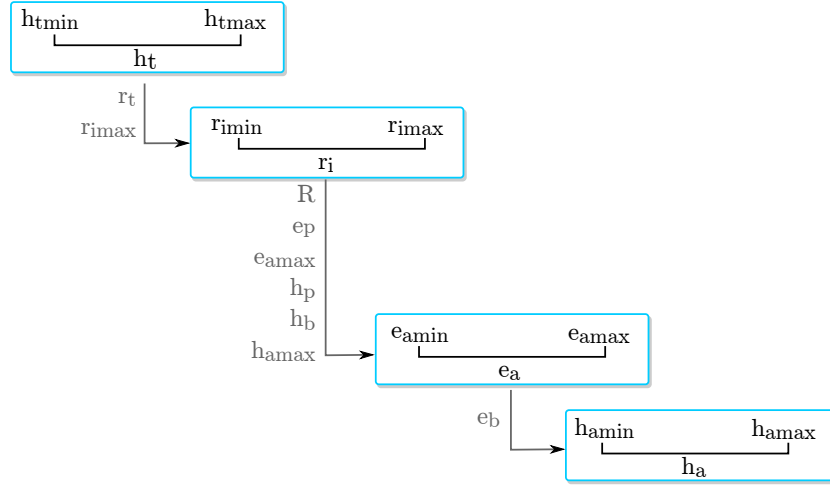 htmin htmax
ht
rt
rimax
rimin rimax
ri
R
ep
eamax
hp
hb
hamax
eamin eamax
ea
eb
hamin hamax
ha